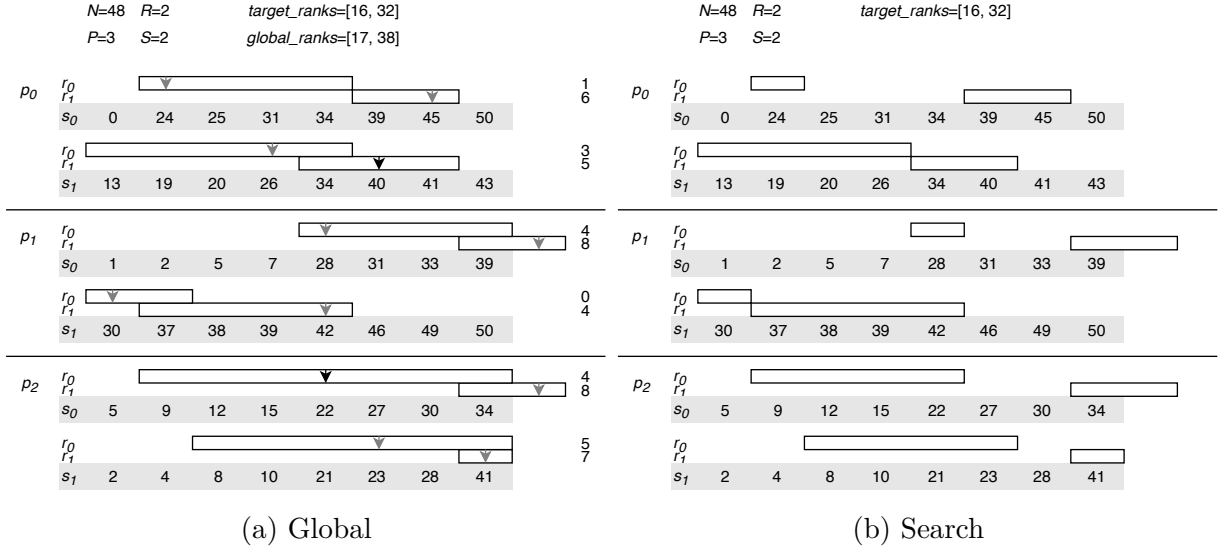 N=48 R=2 target_ranks=[16, 32]
P=3 S=2 global_ranks=[17, 38]
p0 r0 1
r1 6
s0 0 24 25 31 34 39 45 50
r0 3
r1 5
s1 13 19 20 26 34 40 41 43
p1 r0 4
r1 8
s0 1 2 5 7 28 31 33 39
r0 0
r1 4
s1 30 37 38 39 42 46 49 50
p2 r0 4
r1 8
s0 5 9 12 15 22 27 30 34
r0 5
r1 7
s1 2 4 8 10 21 23 28 41
(a) Global
N=48 R=2 target_ranks=[16, 32]
P=3 S=2
p0 r0
r1
s0 0 24 25 31 34 39 45 50
r0
r1
s1 13 19 20 26 34 40 41 43
p1 r0
r1
s0 1 2 5 7 28 31 33 39
r0
r1
s1 30 37 38 39 42 46 49 50
p2 r0
r1
s0 5 9 12 15 22 27 30 34
r0
r1
s1 2 4 8 10 21 23 28 41
(b) Search